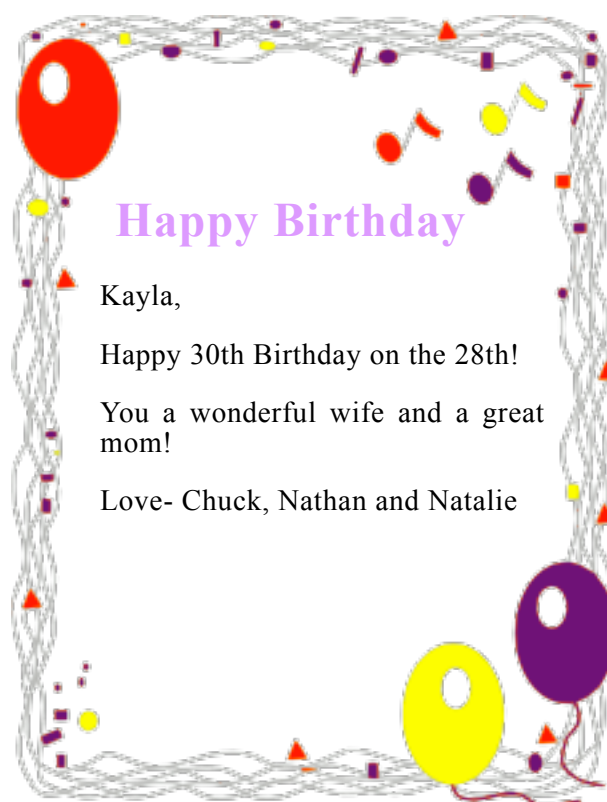 Happy Birthday
Kayla,
Happy 30th Birthday on the 28th!
You a wonderful wife and a great
mom!
Love- Chuck, Nathan and Natalie